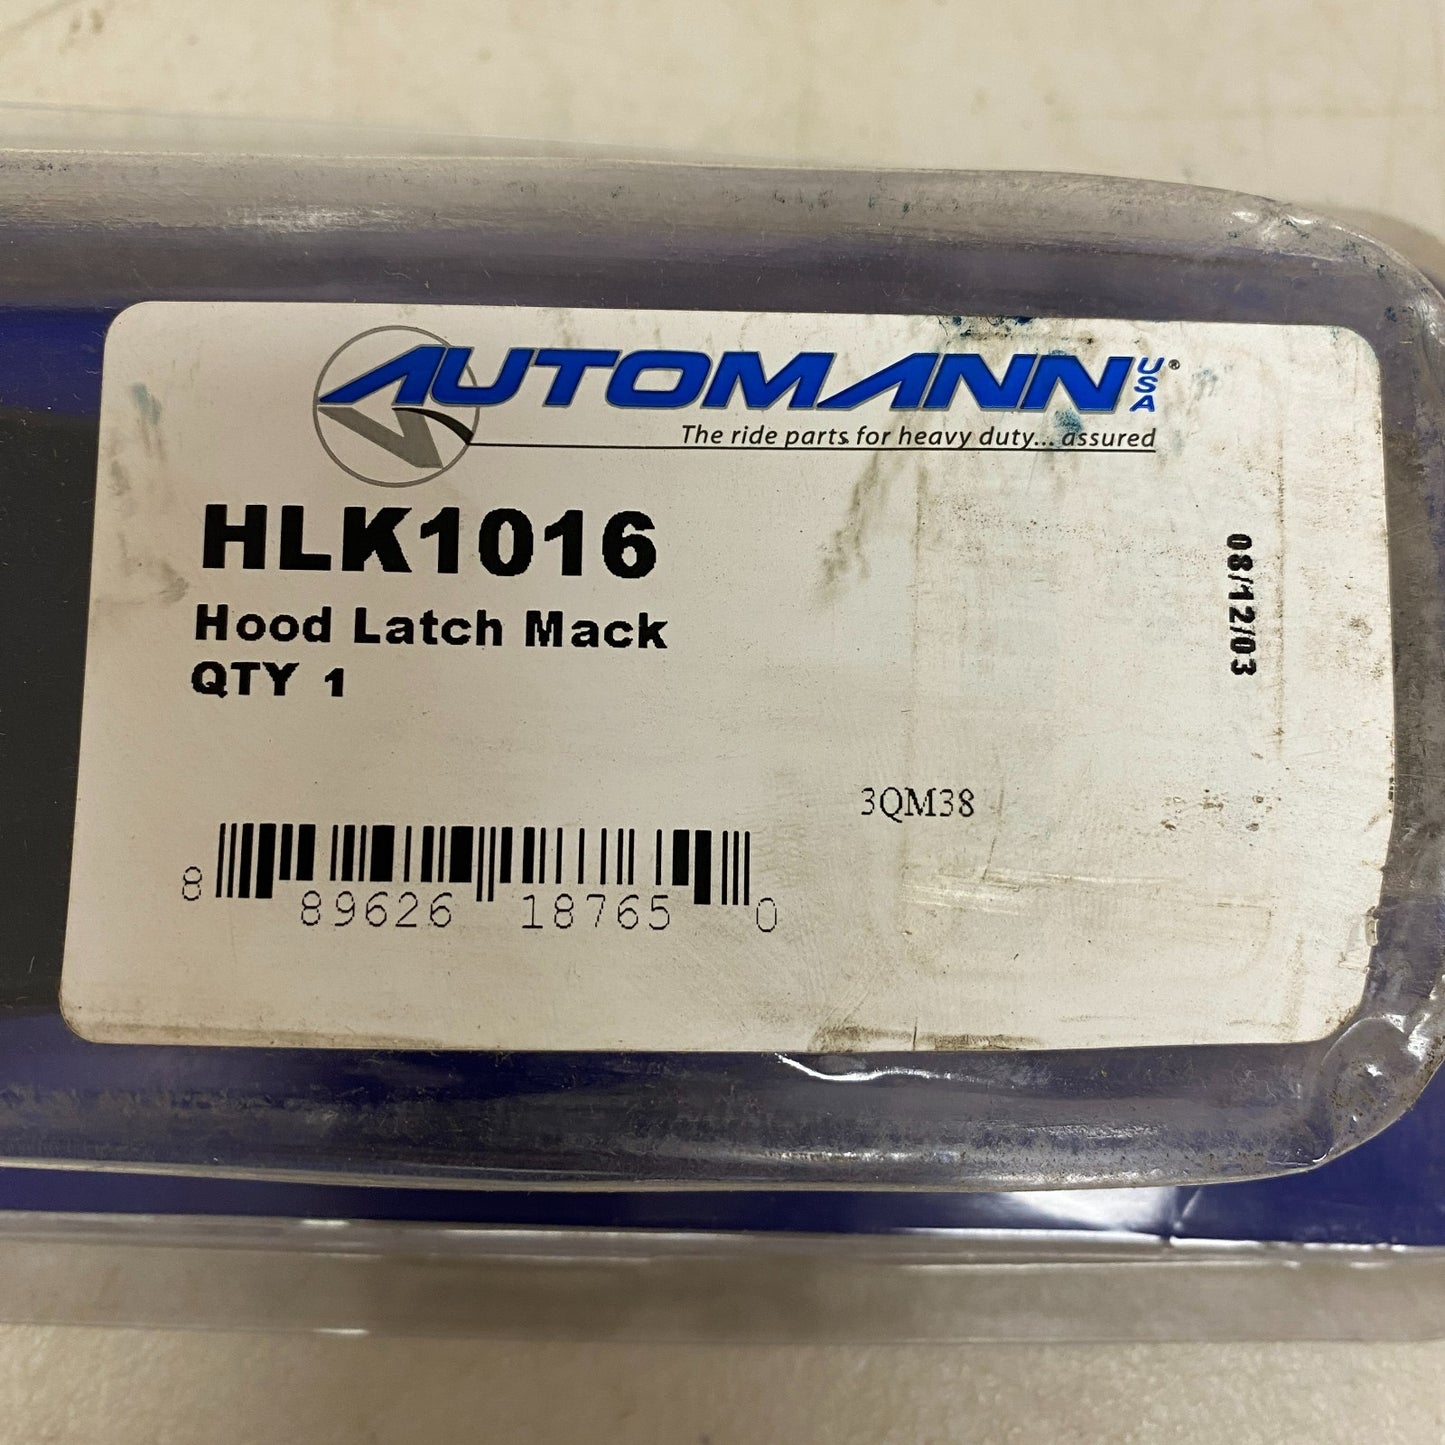 AUTOMANN USA®
The ride parts for heavy duty... assured
HLK1016
Hood Latch Mack
QTY 1
08/12/03
3QM38
8 89626 18765 0